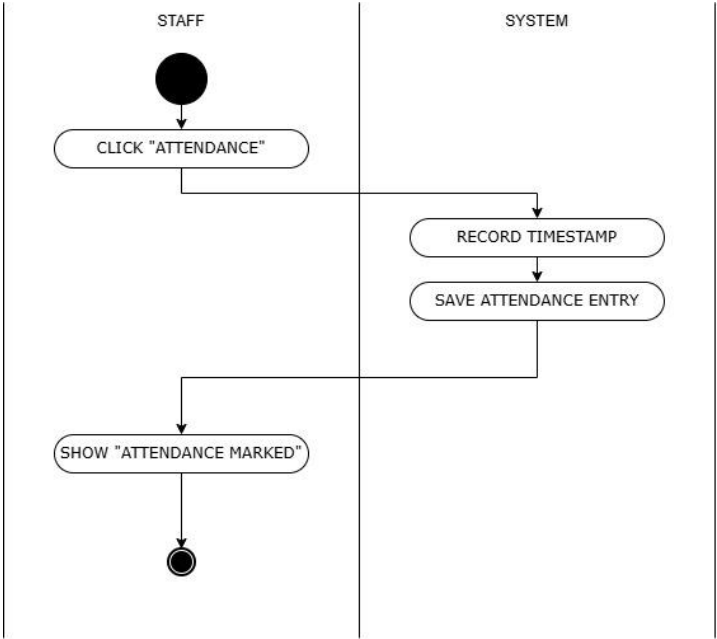 STAFF
SYSTEM
CLICK "ATTENDANCE"
RECORD TIMESTAMP
SAVE ATTENDANCE ENTRY
SHOW "ATTENDANCE MARKED"